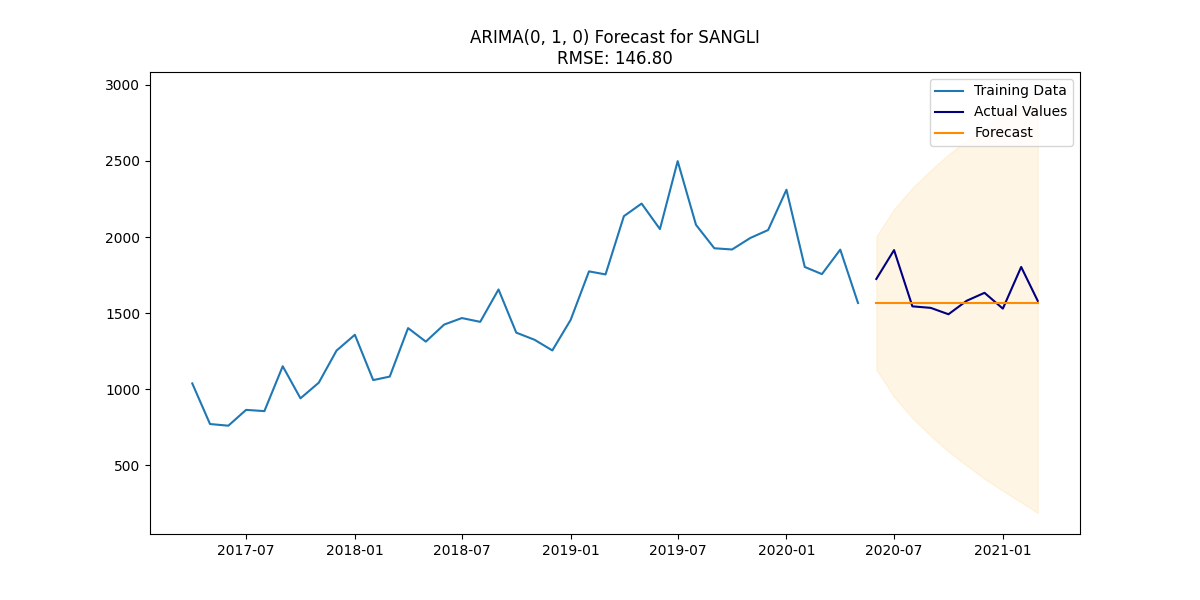 ARIMA(0, 1, 0) Forecast for SANGLI
RMSE: 146.80
3000
2500
2000
1500
1000
500
Training Data
Actual Values
Forecast
2017-07
2018-01
2018-07
2019-01
2019-07
2020-01
2020-07
2021-01